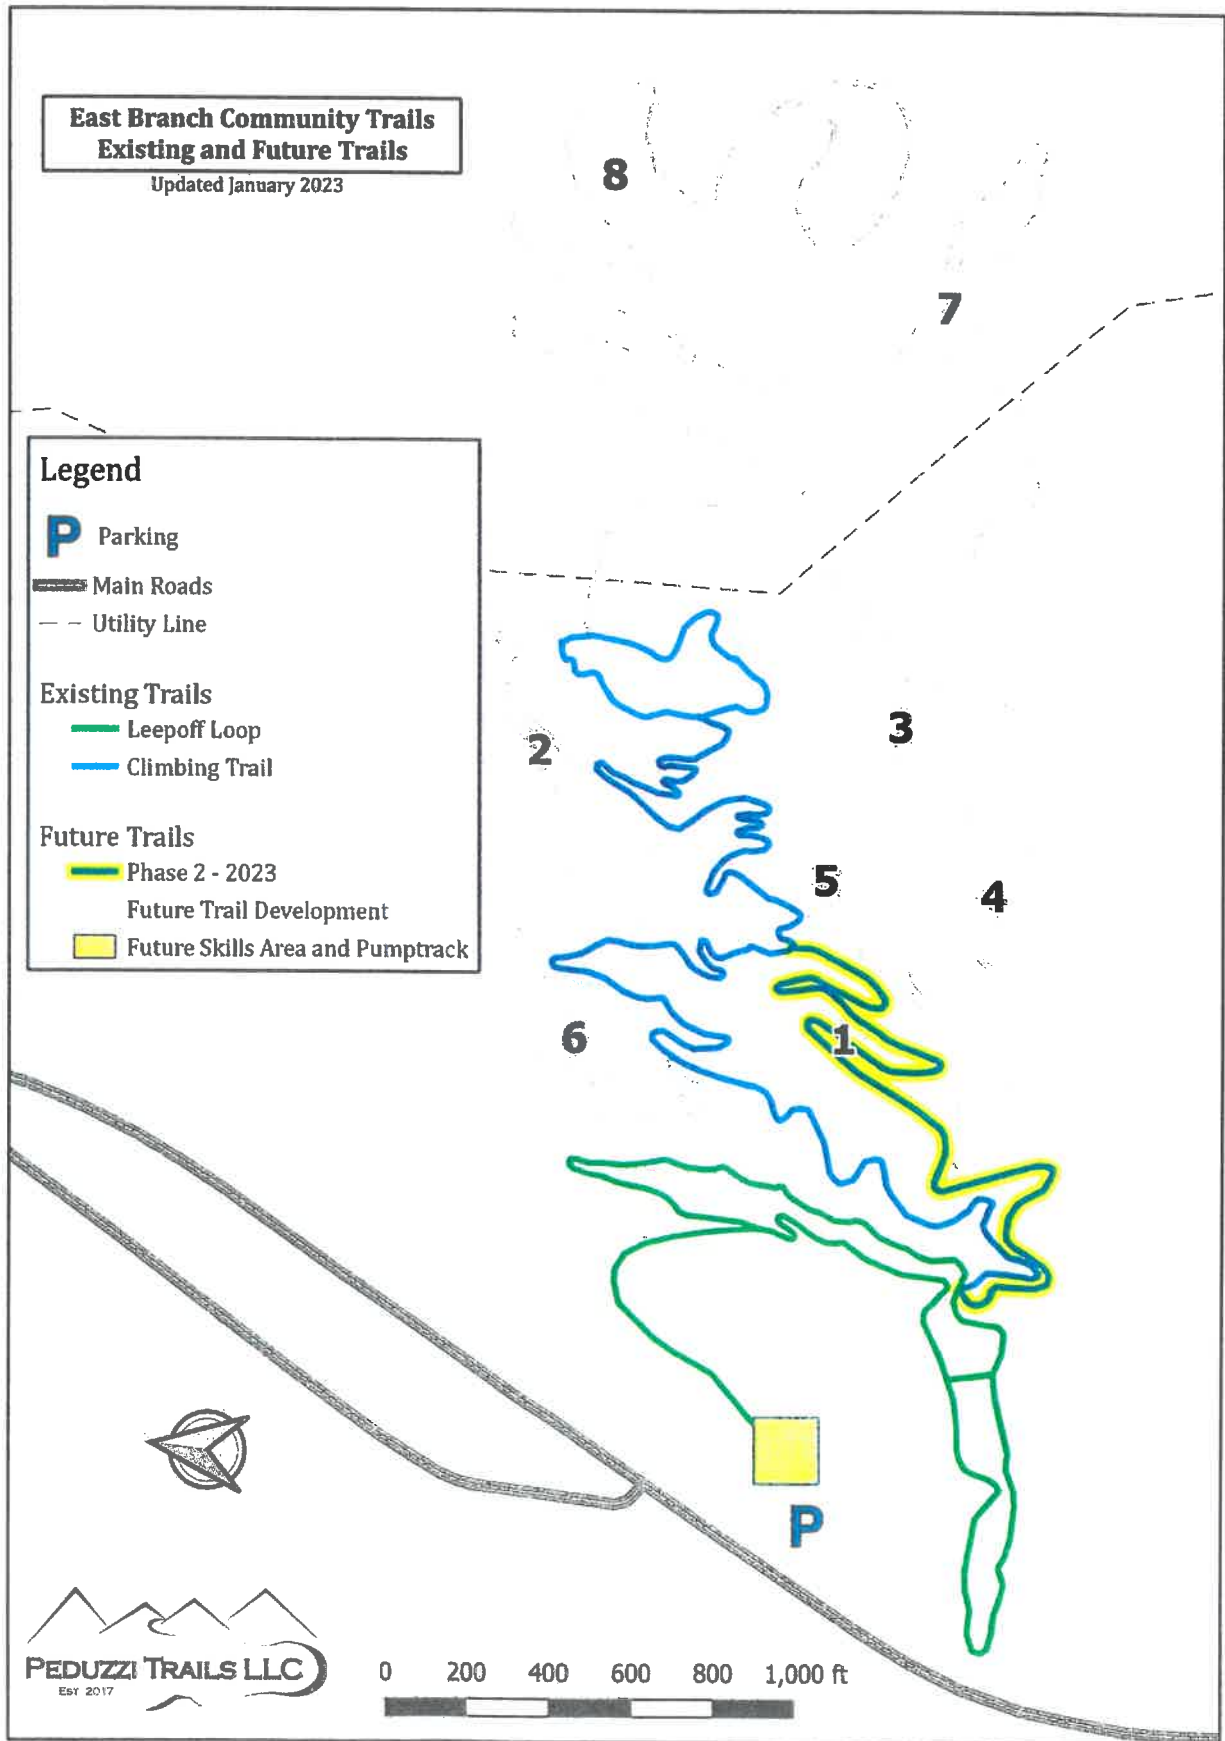 East Branch Community Trails
Existing and Future Trails
Updated January 2023
8
7
Legend
P Parking
Main Roads
Utility Line
Existing Trails
Leepoff Loop
Climbing Trail
Future Trails
Phase 2 - 2023
Future Trail Development
Future Skills Area and Pumptrack
2
3
5
4
6
1
P
PEDUZZI TRAILS LLC
EST 2017
0 200 400 600 800 1,000 ft